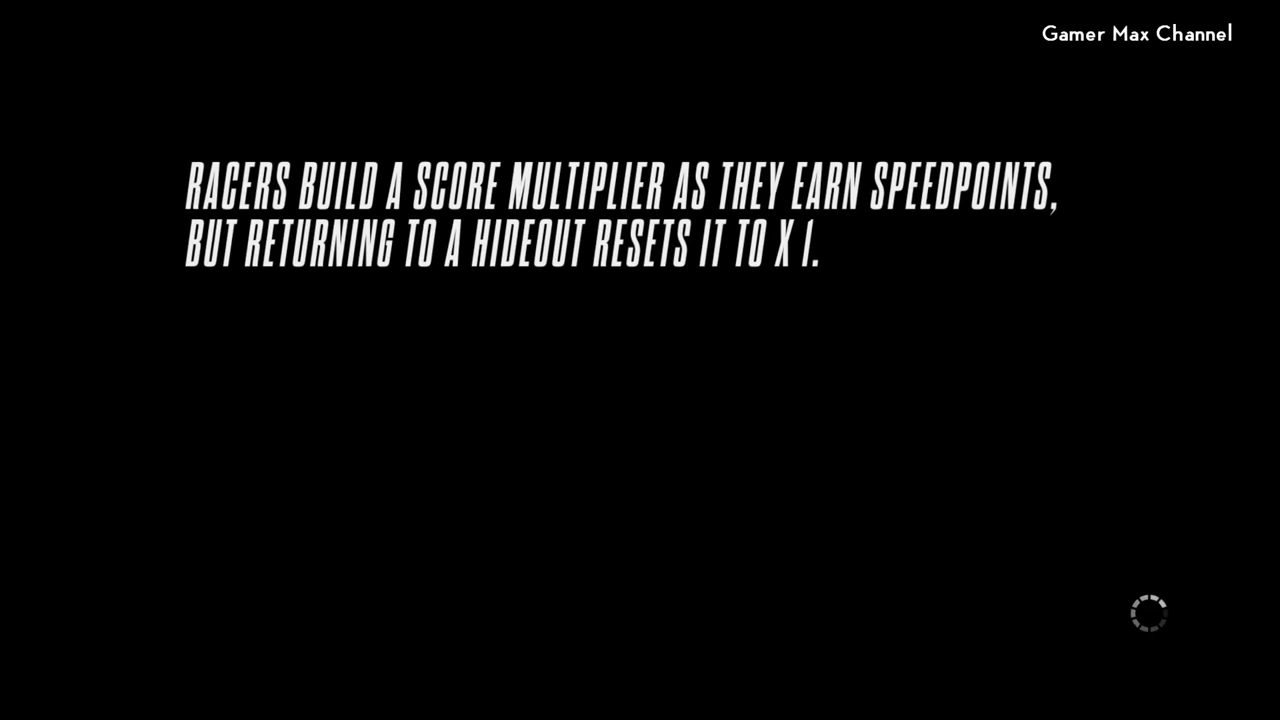 Gamer Max Channel
RACERS BUILD A SCORE MULTIPLIER AS THEY EARN SPEEDPOINTS,
BUT RETURNING TO A HIDEOUT RESETS IT TO X 1.